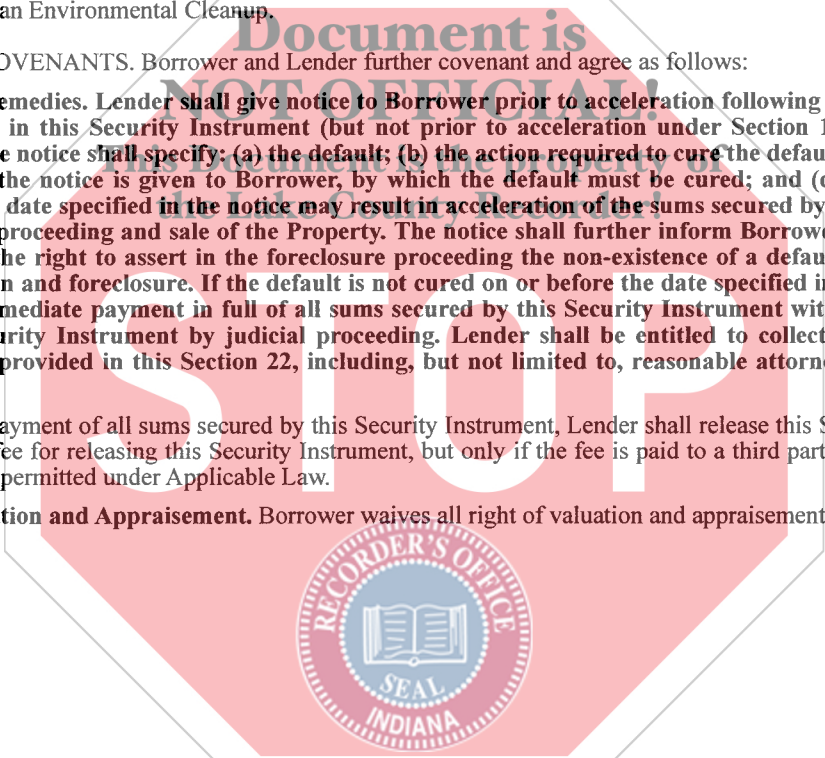 an Environmental Cleanup.
Document is
OVENANTS. Borrower and Lender further covenant and agree as follows:
NOT OFFICIAL!
emedies. Lender shall give notice to Borrower prior to acceleration following
in this Security Instrument (but not prior to acceleration under Section 1
e notice shall specify: (a) the default; (b) the action required to cure the defau
This Document is the property of
the notice is given to Borrower, by which the default must be cured; and (
date specified in the notice may result in acceleration of the sums secured by
the Lake County Recorder!
proceeding and sale of the Property. The notice shall further inform Borrowe
he right to assert in the foreclosure proceeding the non-existence of a defau
n and foreclosure. If the default is not cured on or before the date specified in
mediate payment in full of all sums secured by this Security Instrument wit
urity Instrument by judicial proceeding. Lender shall be entitled to collect
provided in this Section 22, including, but not limited to, reasonable attorne
STOP
ayment of all sums secured by this Security Instrument, Lender shall release this S
ee for releasing this Security Instrument, but only if the fee is paid to a third part
permitted under Applicable Law.
tion and Appraisement. Borrower waives all right of valuation and appraisement
RECORDER'S OFFICE
SEAL
INDIANA